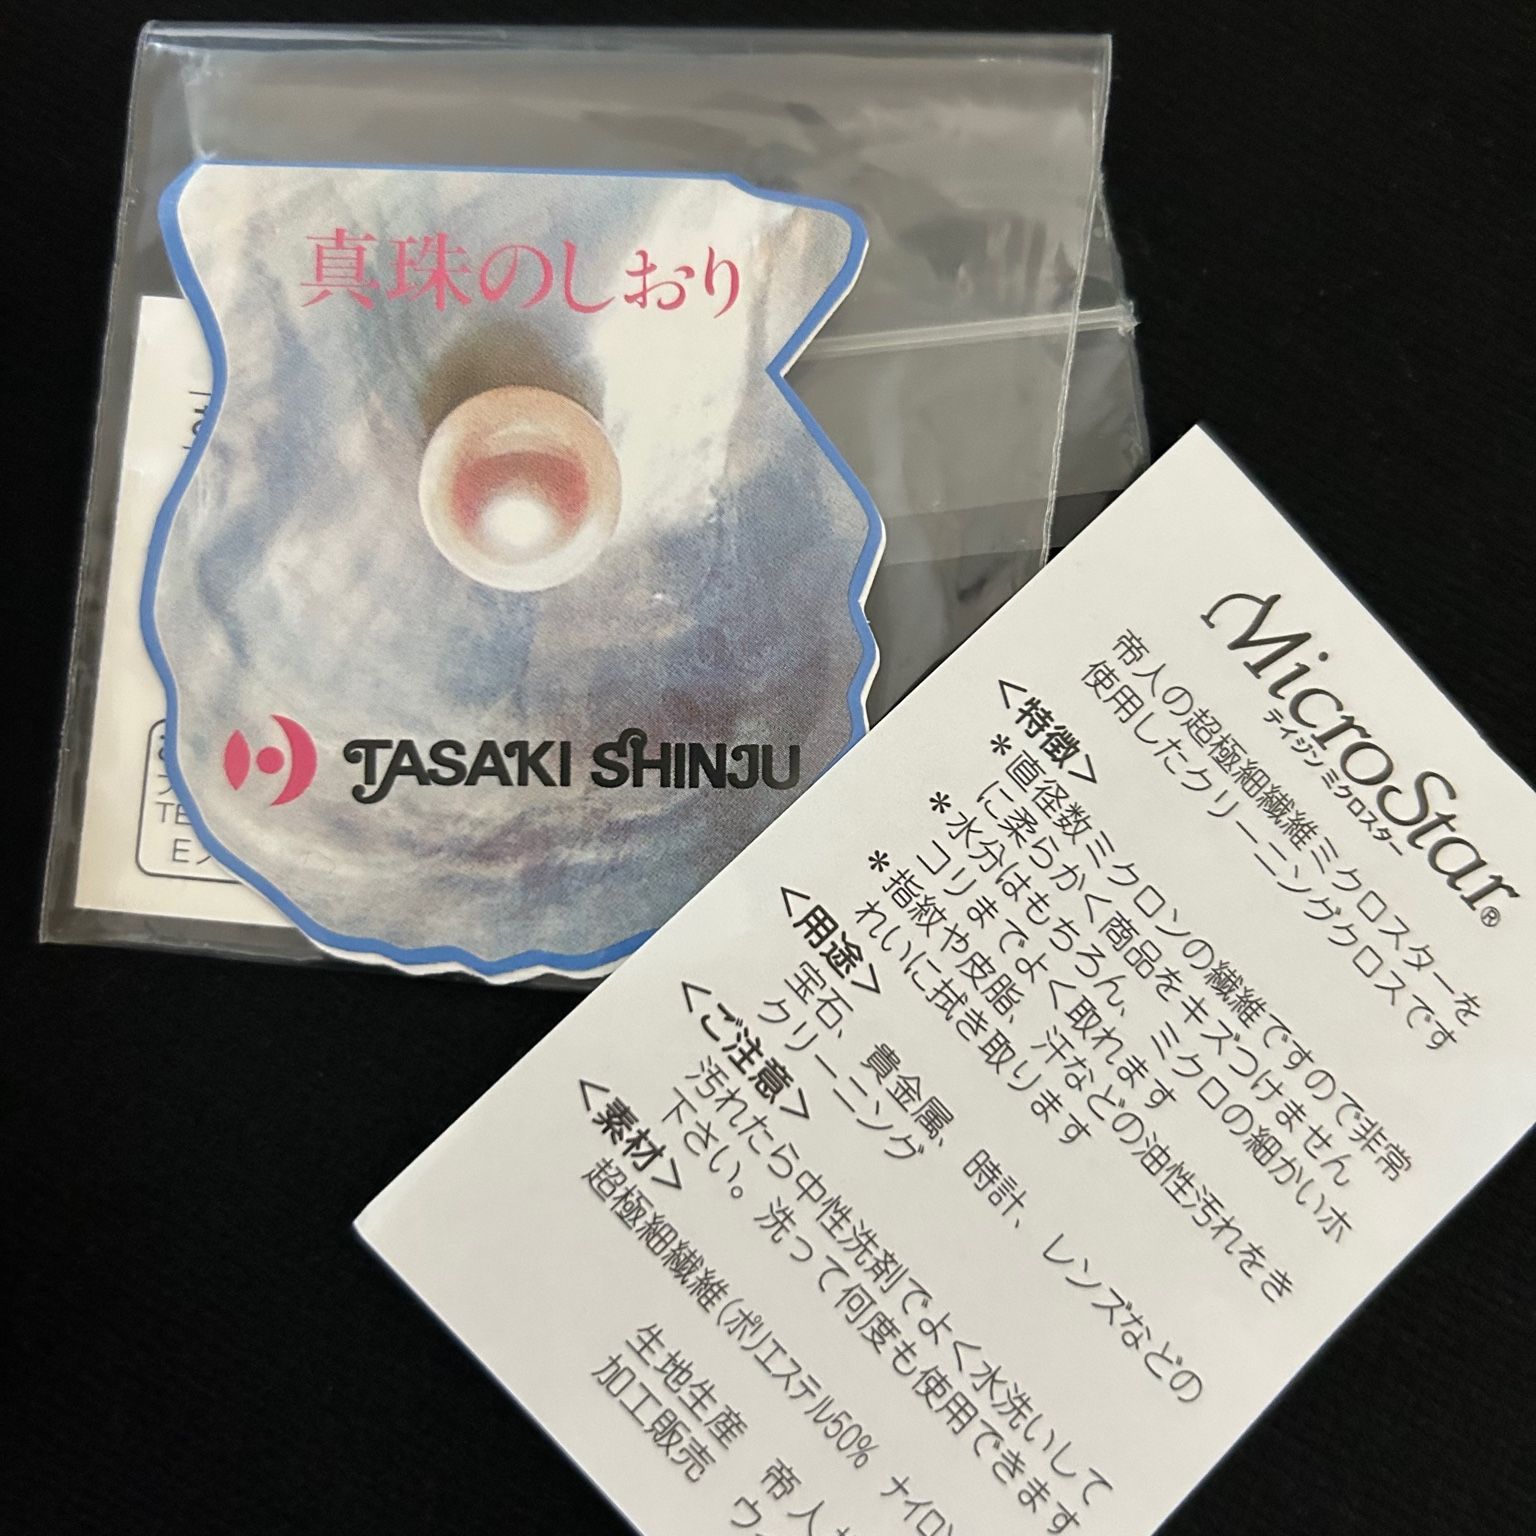 真珠のしおり
TASAKI SHINJU
TE
MicroStar®
テイジン ミクロスター
帝人の超極細繊維ミクロスターを
使用したクリーニングクロスです
<特徴>
*直径数ミクロンの繊維ですので非常
に柔らかく商品をキズつけません
*水分はもちろん、ミクロの細かいホ
コリまでよく取れます
*指紋や皮脂、汗などの油性汚れをき
れいに拭き取ります
<用途>
宝石、貴金属、時計、レンズなどの
クリーニング
<ご注意>
汚れたら中性洗剤でよく水洗いして
下さい。洗って何度も使用できます
<素材>
超極細繊維(ポリエステル50% ナイロン
生地生産 帝人
加工販売 ウ